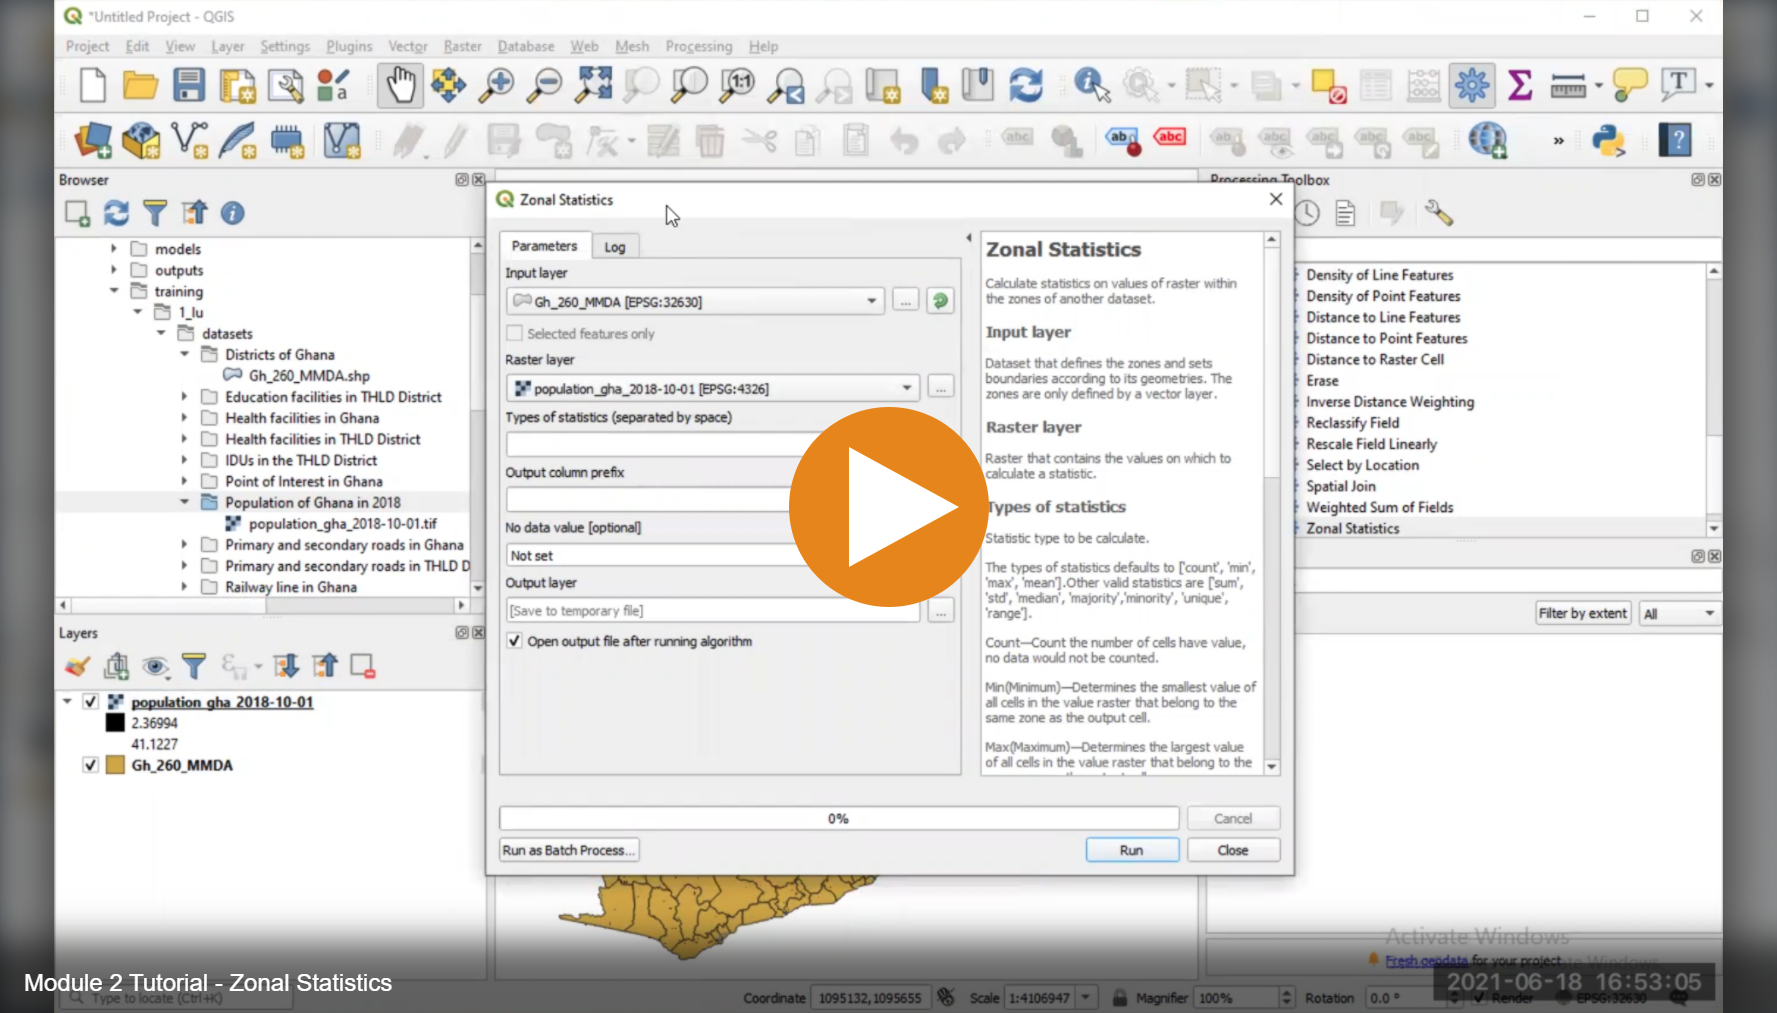 *Untitled Project - QGIS
Project Edit View Layer Settings Plugins Vector Raster Database Web Mesh Processing Help
Browser
models
outputs
training
1_lu
datasets
Districts of Ghana
Gh_260_MMDA.shp
Education facilities in THLD District
Health facilities in Ghana
Health facilities in THLD District
IDUs in the THLD District
Point of Interest in Ghana
Population of Ghana in 2018
population_gha_2018-10-01.tif
Primary and secondary roads in Ghana
Primary and secondary roads in THLD D
Railway line in Ghana
Layers
population_gha_2018-10-01
2.36994
41.1227
Gh_260_MMDA
Zonal Statistics
Parameters Log
Input layer
Gh_260_MMDA [EPSG:32630]
...
Selected features only
Raster layer
population_gha_2018-10-01 [EPSG:4326]
...
Types of statistics (separated by space)
Output column prefix
No data value [optional]
Not set
Output layer
[Save to temporary file]
...
Open output file after running algorithm
Zonal Statistics
Calculate statistics on values of raster within
the zones of another dataset.
Input layer
Dataset that defines the zones and sets
boundaries according to its geometries. The
zones are only defined by a vector layer.
Raster layer
Raster that contains the values on which to
calculate a statistic.
Types of statistics
Statistic type to be calculate.
The types of statistics defaults to ['count', 'min',
'max', 'mean'].Other valid statistics are ['sum',
'std', 'median', 'majority','minority', 'unique',
'range'].
Count—Count the number of cells have value,
no data would not be counted.
Min(Minimum)—Determines the smallest value of
all cells in the value raster that belong to the
same zone as the output cell.
Max(Maximum)—Determines the largest value
of all cells in the value raster that belong to the
0%
Cancel
Run as Batch Process...
Run
Close
Processing Toolbox
Density of Line Features
Density of Point Features
Distance to Line Features
Distance to Point Features
Distance to Raster Cell
Erase
Inverse Distance Weighting
Reclassify Field
Rescale Field Linearly
Select by Location
Spatial Join
Weighted Sum of Fields
Zonal Statistics
Filter by extent
All
Activate Windows
Fresh geodata for your project
Module 2 Tutorial - Zonal Statistics
2021-06-18 16:53:05
Type to locate (Ctrl+K)
Coordinate 1095132,1095655
Scale 1:4106947
Magnifier 100%
Rotation 0.0 °
Render
EPSG:32630